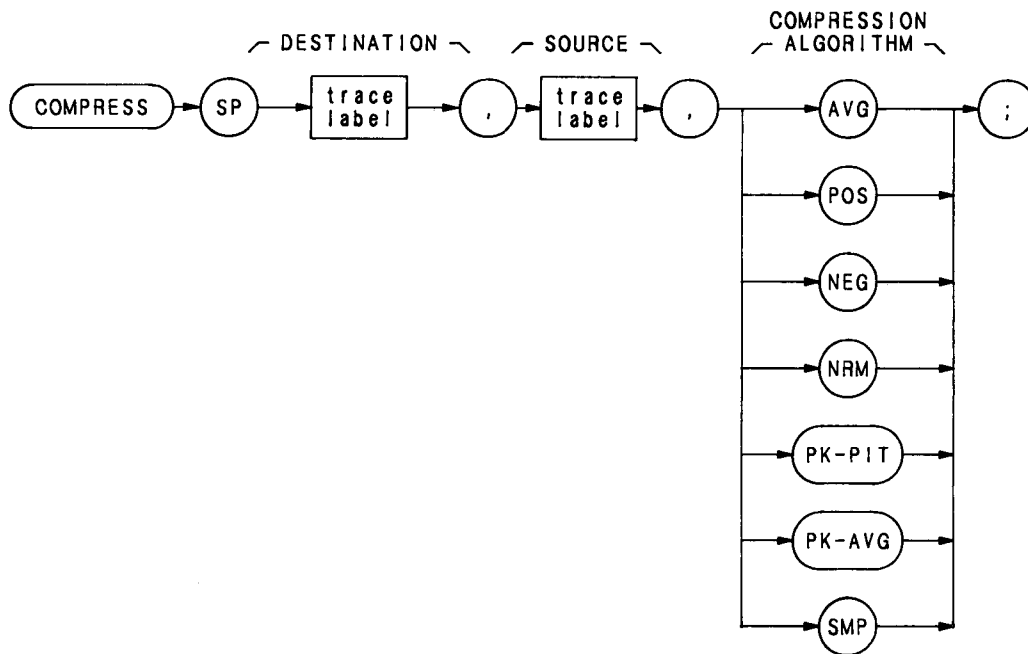 COMPRESSION
DESTINATION SOURCE ALGORITHM
COMPRESS SP trace label , trace label , AVG ;
POS
NEG
NRM
PK-PIT
PK-AVG
SMP